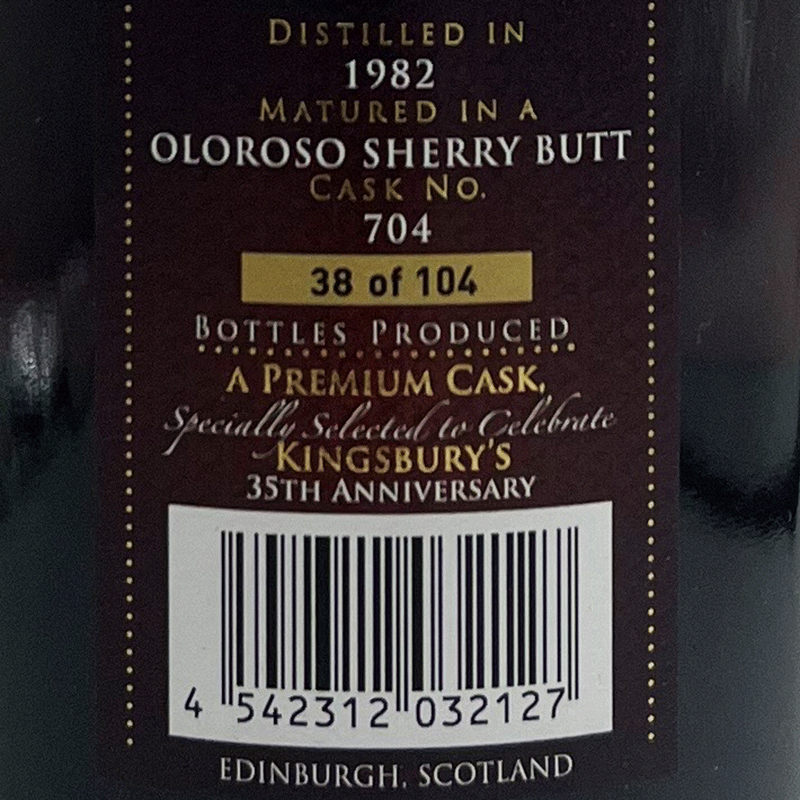 DISTILLED IN
1982
MATURED IN A
OLOROSO SHERRY BUTT
CASK NO.
704
38 of 104
BOTTLES PRODUCED
A PREMIUM CASK,
Specially Selected to Celebrate
KINGSBURY'S
35TH ANNIVERSARY
4 542312 032127
EDINBURGH, SCOTLAND